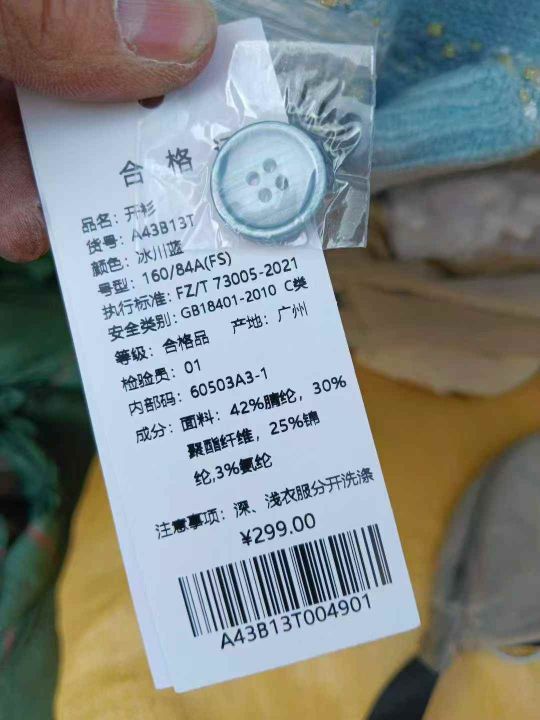 合 格
品名: 开衫
货号: A43B13T
颜色: 冰川蓝
号型: 160/84A(FS)
执行标准: FZ/T 73005-2021
安全类别: GB18401-2010 C类
等级: 合格品 产地: 广州
检验员: 01
内部码: 60503A3-1
成分: 面料: 42%腈纶, 30%
聚酯纤维, 25%锦
纶,3%氨纶
注意事项: 深、浅衣服分开洗涤
¥299.00
A43B13T004901